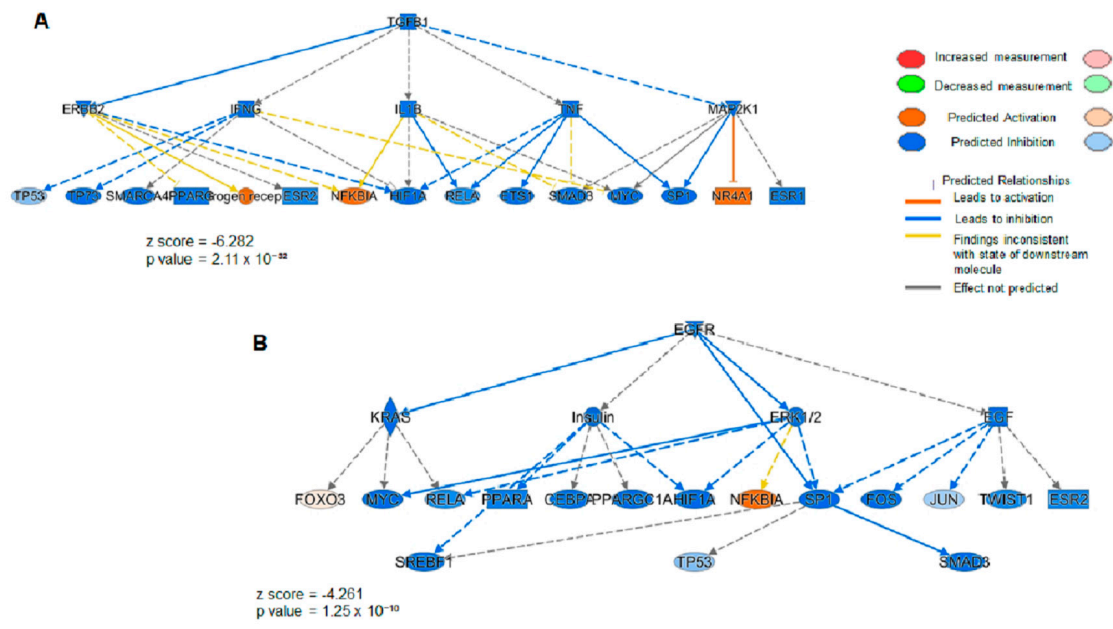 A
TGFB1
ERBB2 IFNG IL1B TNF MAP2K1
TP53 TP73 SMARCA4 PPARG rogen recep ESR2 NFKBIA HIF1A RELA ETS1 SMAD3 MYC SP1 NR4A1 ESR1
z score = -6.282
p value = 2.11 x 10⁻³²
Increased measurement
Decreased measurement
Predicted Activation
Predicted Inhibition
Predicted Relationships
Leads to activation
Leads to inhibition
Findings inconsistent
with state of downstream
molecule
Effect not predicted
B
EGFR
KRAS Insulin ERK1/2 EGF
FOXO3 MYC RELA PPARA CEBPA PPARGC1A HIF1A NFKBIA SP1 FOS JUN TWIST1 ESR2
SREBF1 TP53 SMAD3
z score = -4.261
p value = 1.25 x 10⁻¹⁰